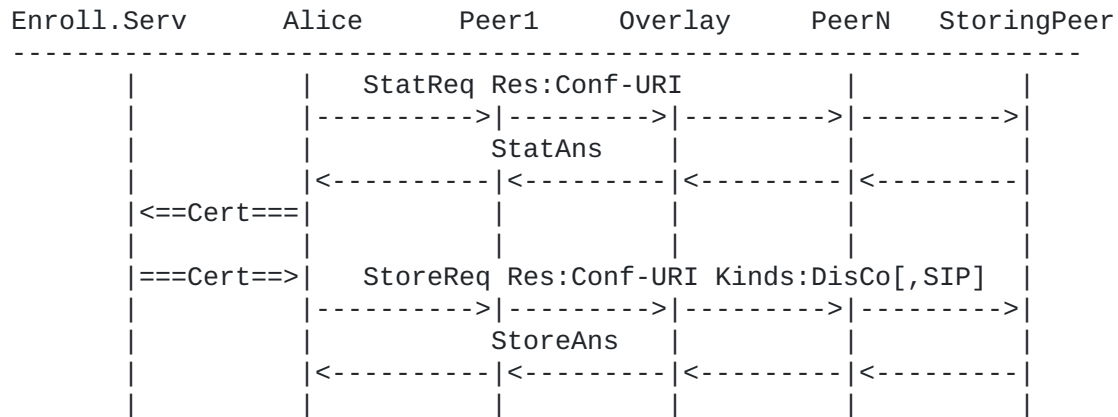 Enroll.Serv      Alice      Peer1      Overlay      PeerN   StoringPeer
-------------------------------------------------------------------
       |          |   StatReq Res:Conf-URI          |          |
       |          |---------->|--------->|--------->|--------->|
       |          |           StatAns    |          |          |
       |          |<----------|<---------|<---------|<---------|
       |<==Cert===|           |          |          |          |
       |          |           |          |          |          |
       |===Cert==>|   StoreReq Res:Conf-URI Kinds:DisCo[,SIP]  |
       |          |---------->|--------->|--------->|--------->|
       |          |           StoreAns   |          |          |
       |          |<----------|<---------|<---------|<---------|
       |          |           |          |          |          |